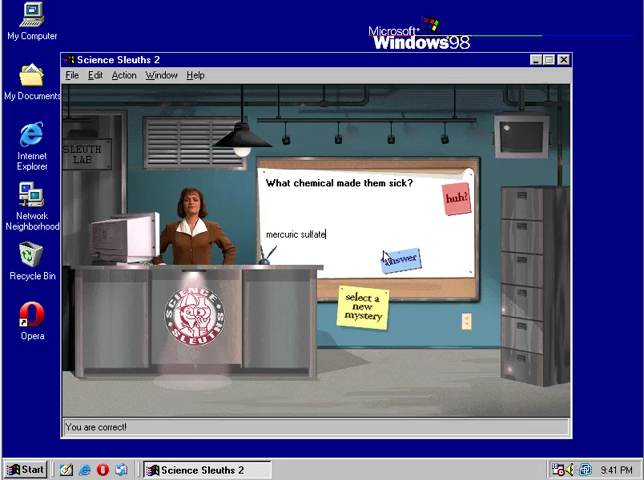 My Computer
My Documents
Internet
Explorer
Network
Neighborhood
Recycle Bin
Opera
Microsoft
Windows98
Science Sleuths 2
File Edit Action Window Help
SLEUTH
LAB
What chemical made them sick?
huh?
mercuric sulfate
answer
select a
new
mystery
SCIENCE
SLEUTH
You are correct!
Start
Science Sleuths 2
9:41 PM